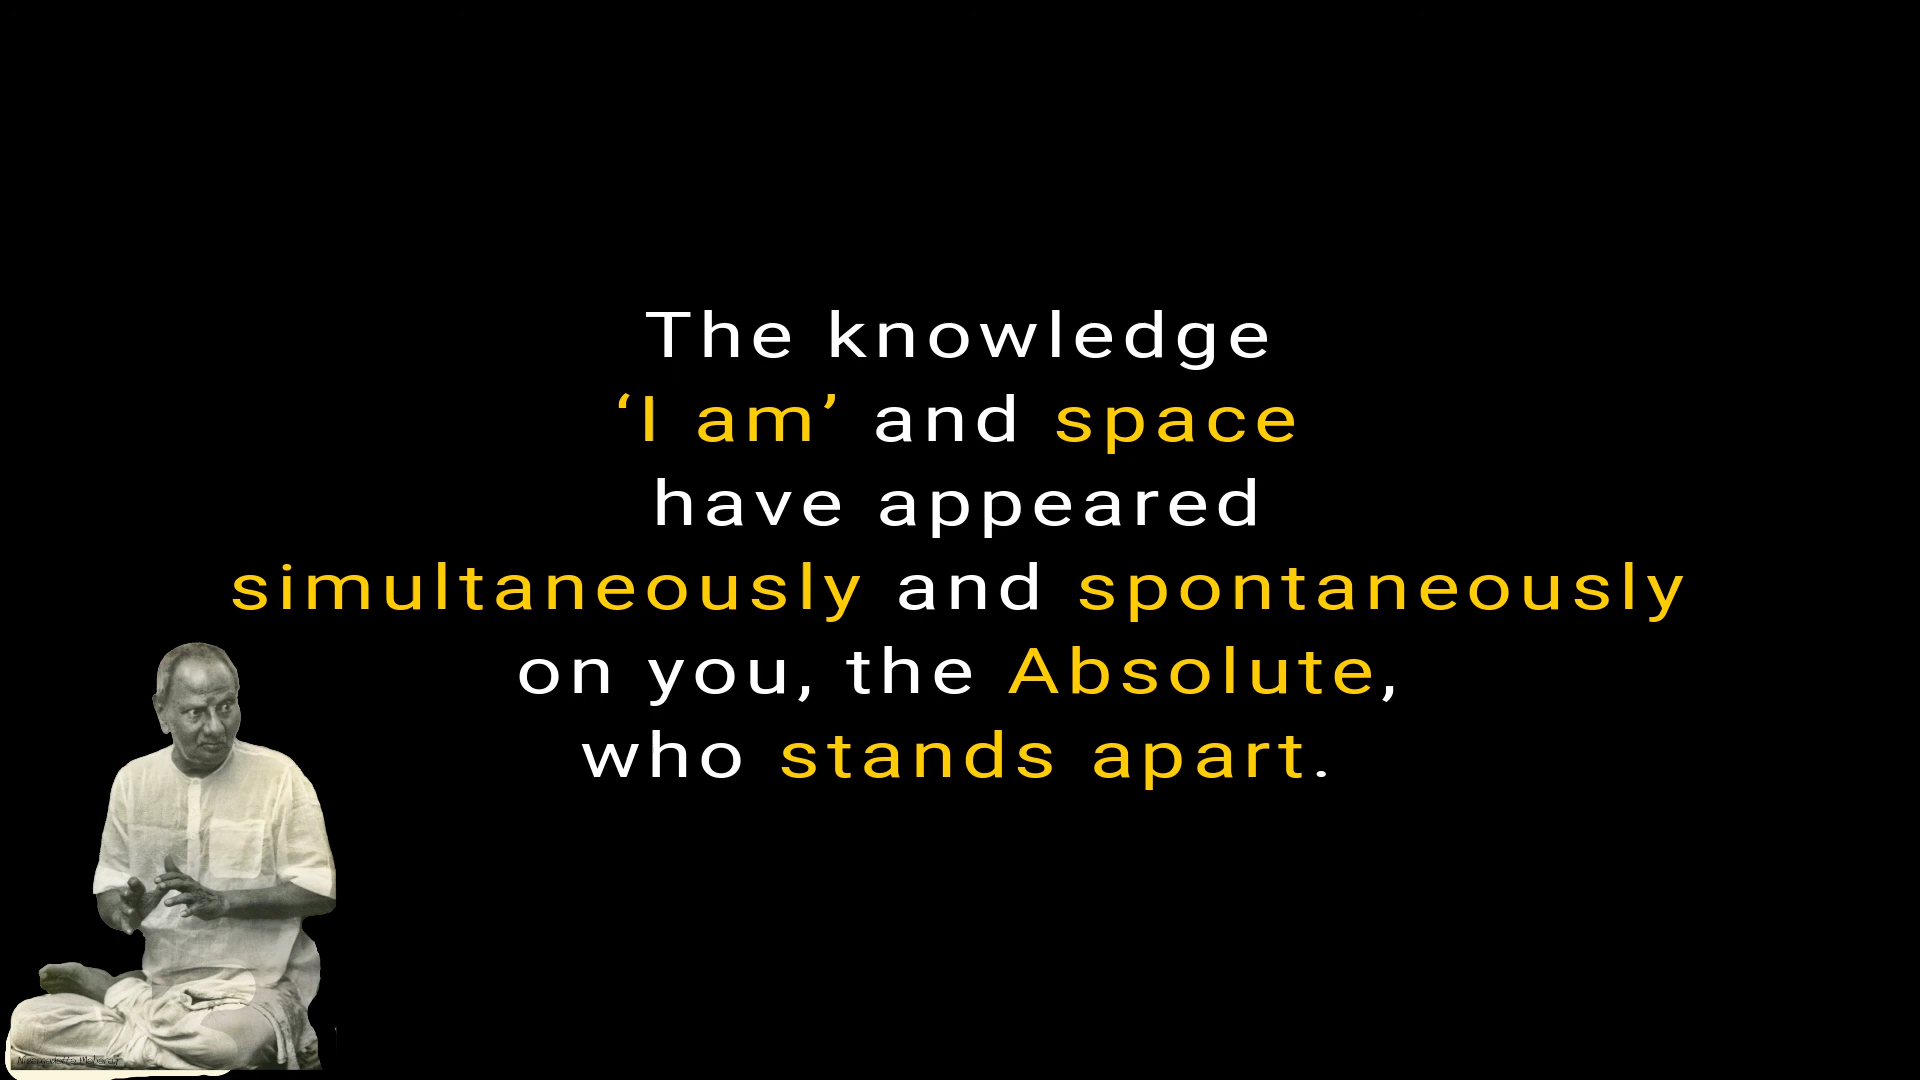 The knowledge
‘I am’ and space
have appeared
simultaneously and spontaneously
on you, the Absolute,
who stands apart.